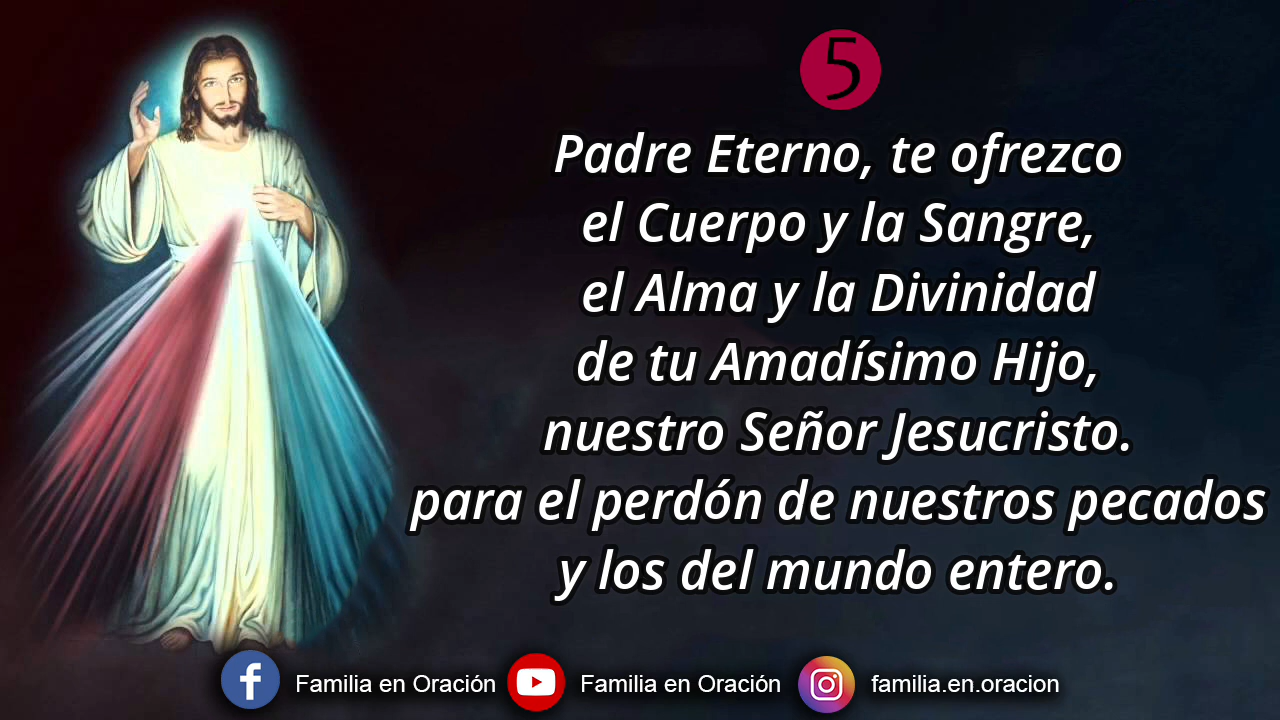 5
Padre Eterno, te ofrezco
el Cuerpo y la Sangre,
el Alma y la Divinidad
de tu Amadísimo Hijo,
nuestro Señor Jesucristo.
para el perdón de nuestros pecados
y los del mundo entero.
Familia en Oración Familia en Oración familia.en.oracion